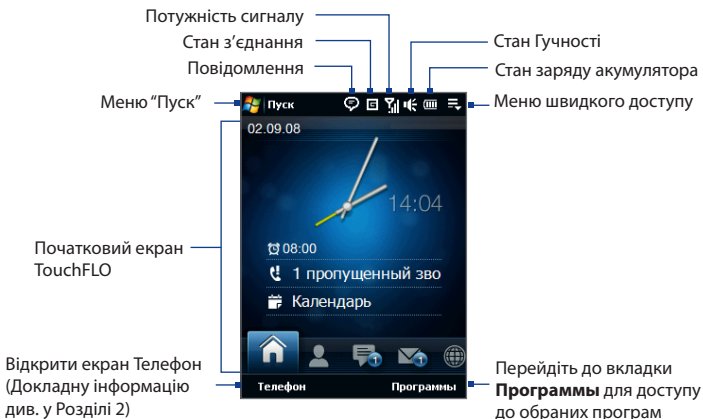 Потужність сигналу
Стан з’єднання
Повідомлення
Меню “Пуск”
Стан Гучності
Стан заряду акумулятора
Меню швидкого доступу
Пуск
02.09.08
14:04
08:00
1 пропущенный зво
Календарь
1
1
Телефон
Программы
Початковий екран
TouchFLO
Відкрити екран Телефон
(Докладну інформацію
див. у Розділі 2)
Перейдіть до вкладки
Программы для доступу
до обраних програм